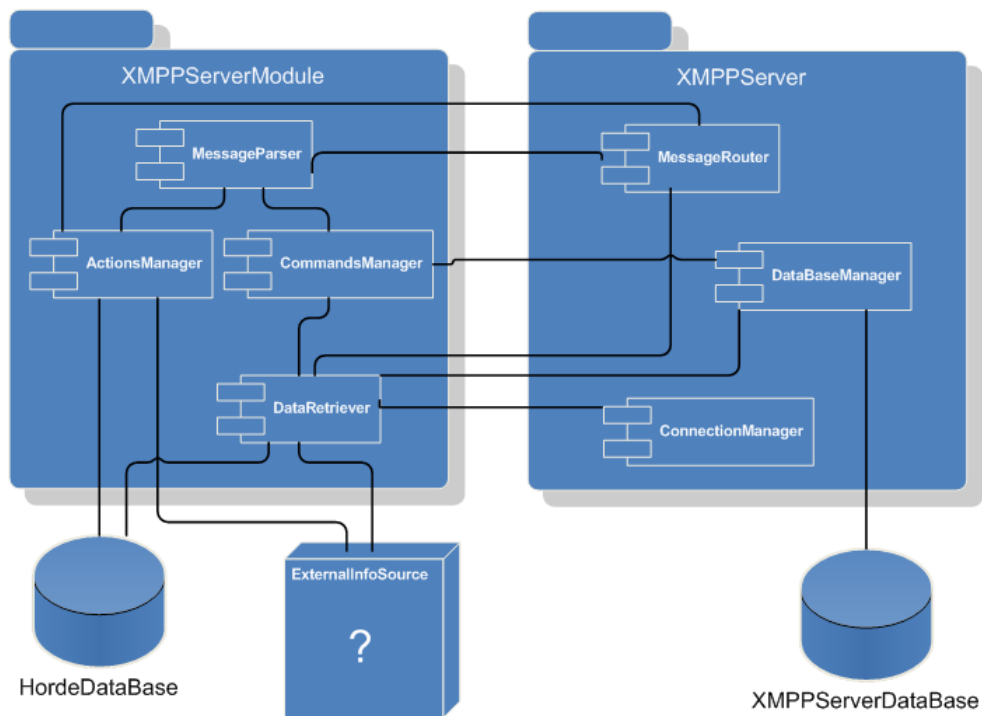 XMPPServerModule
XMPPServer
MessageParser
MessageRouter
ActionsManager
CommandsManager
DataBaseManager
DataRetriever
ConnectionManager
ExternalInfoSource
?
HordeDataBase
XMPPServerDataBase